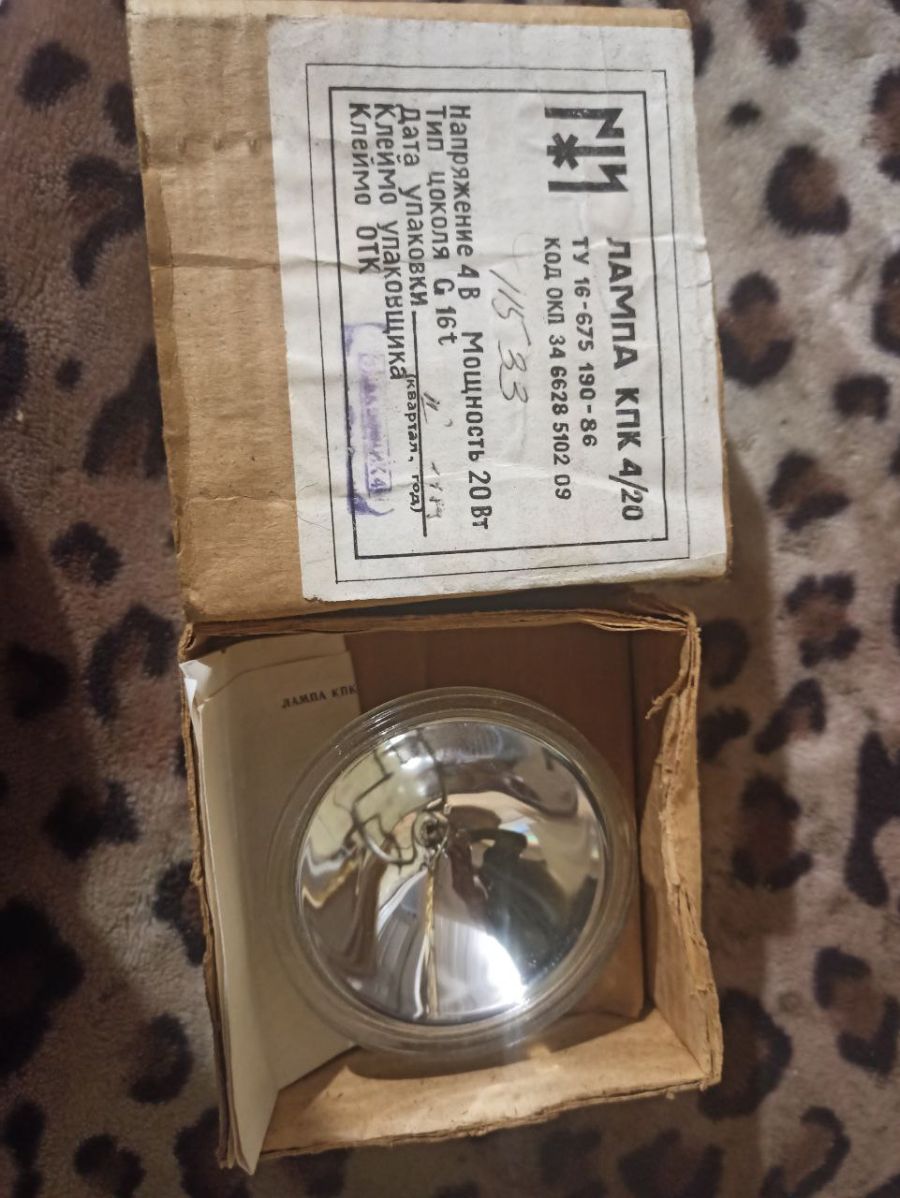 ЛАМПА КПК 4/20
ТУ 16-675 190-86
КОД ОКП 34 6628 5102 09
11533
Напряжение 4 В Мощность 20 Вт
Тип цоколя G 16t
Дата упаковки
(квартал, год)
Клеймо упаковщика
Клеймо ОТК
ЛАМПА КПК